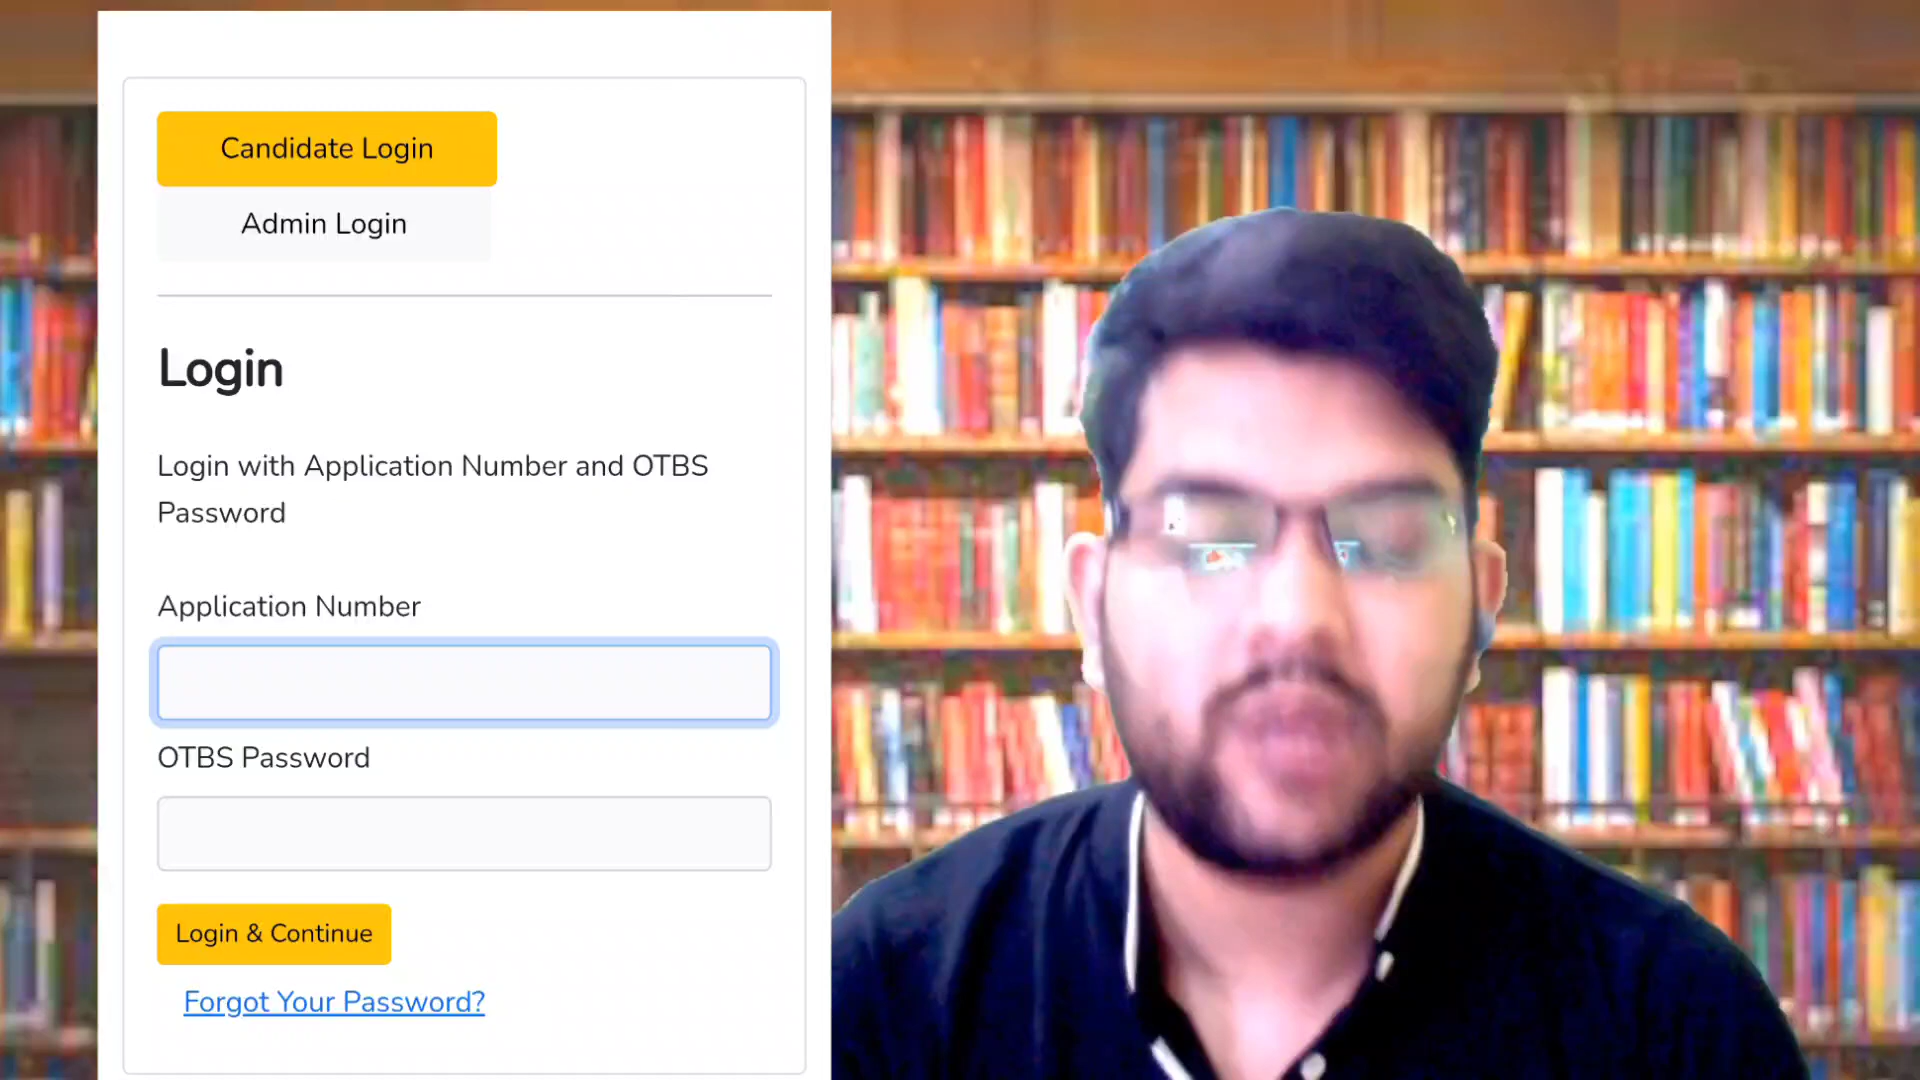 Candidate Login
Admin Login
Login
Login with Application Number and OTBS
Password
Application Number
OTBS Password
Login & Continue
Forgot Your Password?